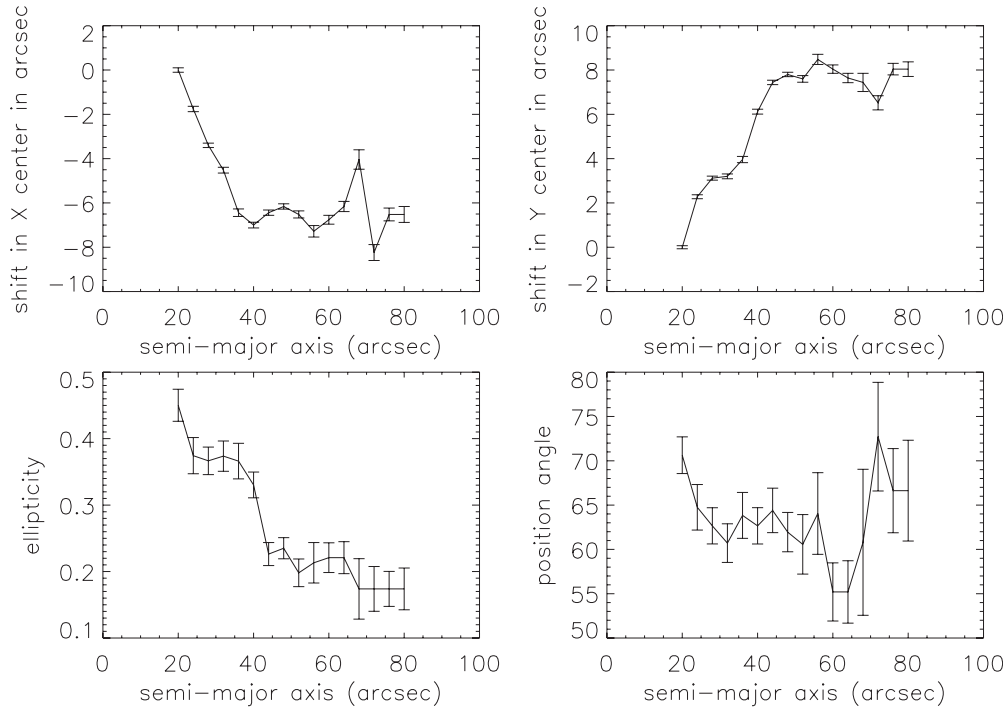 shift in X center in arcsec
2
0
−2
−4
−6
−8
−10
0 20 40 60 80 100
semi−major axis (arcsec)
shift in Y center in arcsec
10
8
6
4
2
0
−2
0 20 40 60 80 100
semi−major axis (arcsec)
ellipticity
0.5
0.4
0.3
0.2
0.1
0 20 40 60 80 100
semi−major axis (arcsec)
position angle
80
75
70
65
60
55
50
0 20 40 60 80 100
semi−major axis (arcsec)